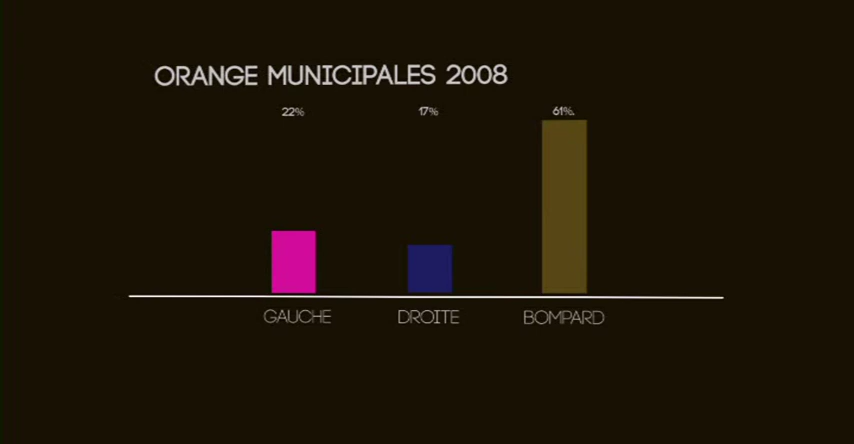 ORANGE MUNICIPALES 2008
22% 17% 61%
GAUCHE DROITE BOMPARD